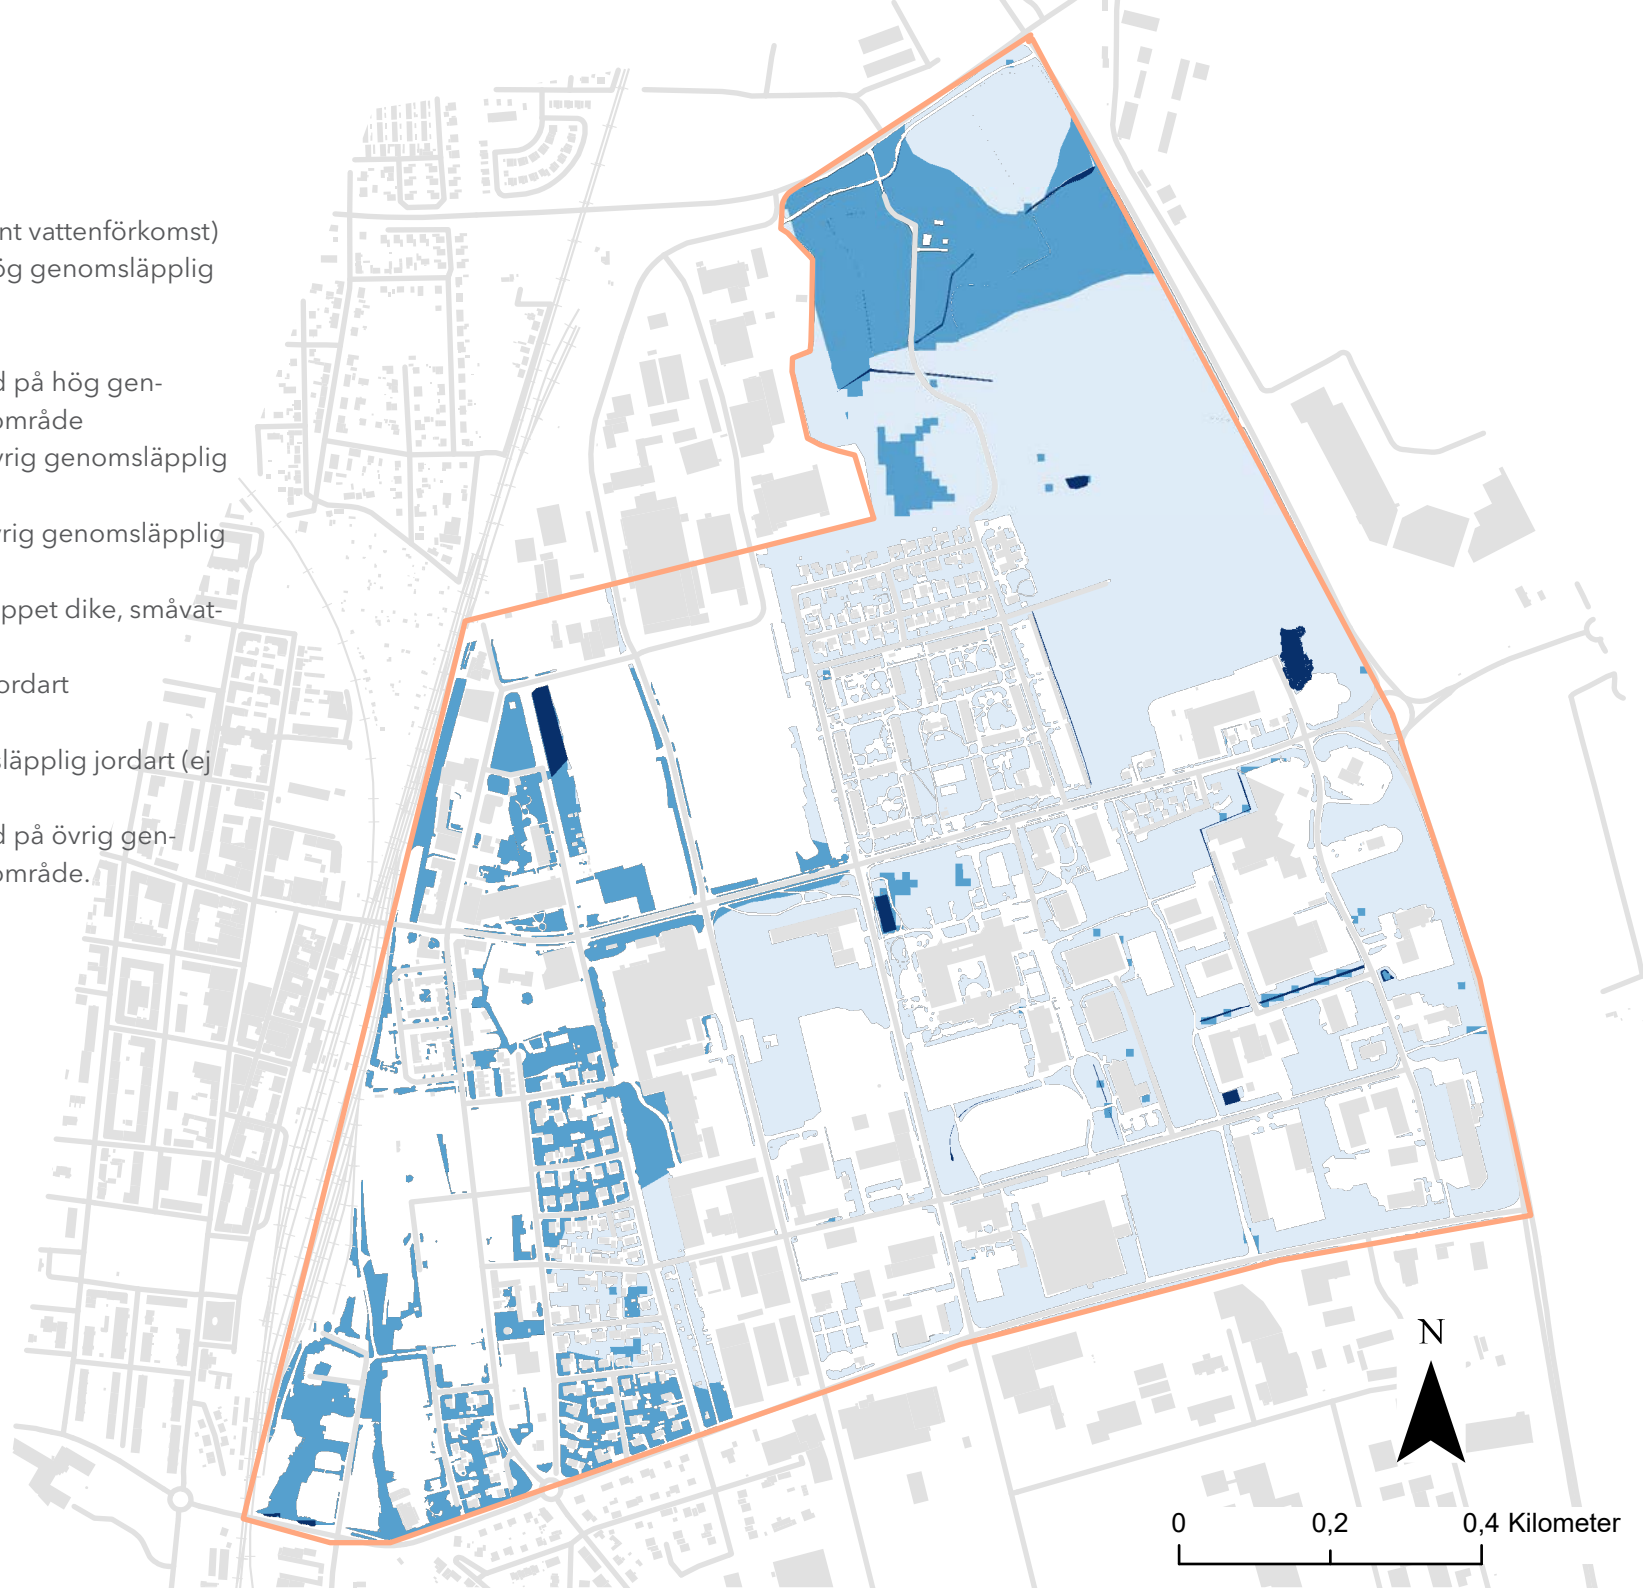 nt vattenförkomst)
ög genomsläpplig
d på hög gen-
område
vrig genomsläpplig
vrig genomsläpplig
ppet dike, småvat-
ordart
släpplig jordart (ej
d på övrig gen-
område.
N
0 0,2 0,4 Kilometer